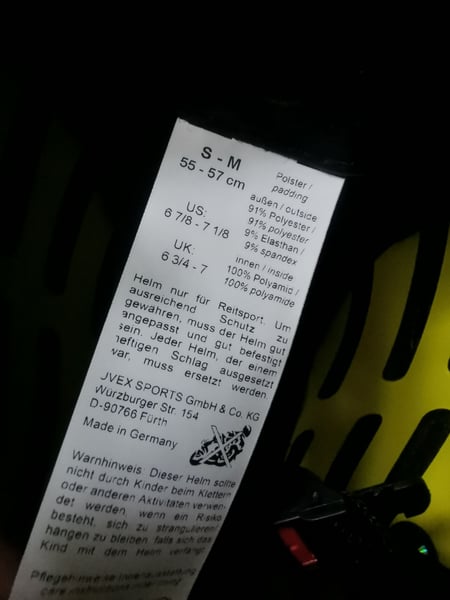 S - M
55 - 57 cm
US:
6 7/8 - 7 1/8
UK:
6 3/4 - 7
Polster /
padding
außen / outside
91% Polyester /
91% polyester
9% Elasthan /
9% spandex
innen / inside
100% Polyamid /
100% polyamide
Helm nur für Reitsport. Um
ausreichend Schutz zu
gewähren, muss der Helm gut
angepasst und gut befestigt
sein. Jeder Helm, der einem
heftigen Schlag ausgesetzt
war, muss ersetzt werden.
UVEX SPORTS GmbH & Co. KG
Würzburger Str. 154
D-90766 Fürth
Made in Germany
Warnhinweis: Dieser Helm sollte
nicht durch Kinder beim Klettern
oder anderen Aktivitäten verwen-
det werden, wenn ein Risiko
besteht, sich zu strangulieren/
hängen zu bleiben, falls sich das
Kind mit dem Helm verfängt.
Pflegehinweise Innenausstattung
care instructions